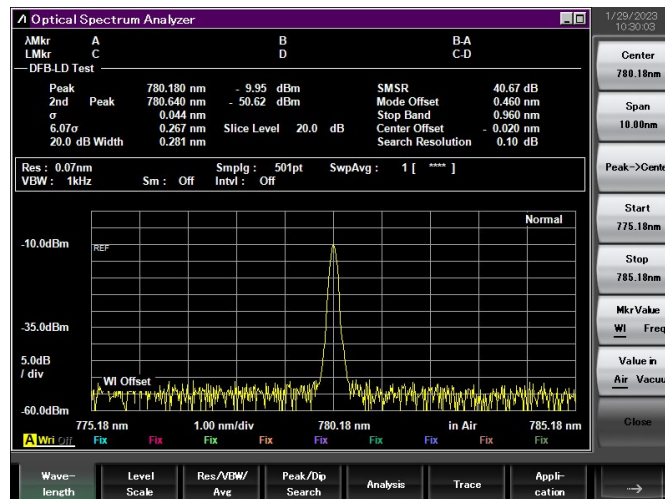 Optical Spectrum Analyzer
1/29/2023
10:30:03
λMkr A B B-A
LMkr C D C-D
DFB-LD Test
Peak 780.180 nm - 9.95 dBm SMSR 40.67 dB
2nd Peak 780.640 nm - 50.62 dBm Mode Offset 0.460 nm
σ 0.044 nm Stop Band 0.960 nm
6.07σ 0.267 nm Slice Level 20.0 dB Center Offset - 0.020 nm
20.0 dB Width 0.281 nm Search Resolution 0.10 dB
Res : 0.07nm Smplg : 501pt SwpAvg : 1 [ **** ]
VBW : 1kHz Sm : Off Intvl : Off
Normal
-10.0dBm REF
-35.0dBm
5.0dB
/ div
Wl Offset
-60.0dBm
775.18 nm 1.00 nm/div 780.18 nm in Air 785.18 nm
A Wri Off Fix Fix Fix Fix Fix Fix Fix Fix Fix
Center
780.18nm
Span
10.00nm
Peak->Cente
Start
775.18nm
Stop
785.18nm
MkrValue
Wl Freq
Value in
Air Vacuu
Close
Wave-
length
Level
Scale
Res/VBW/
Avg
Peak/Dip
Search
Analysis
Trace
Appli-
cation